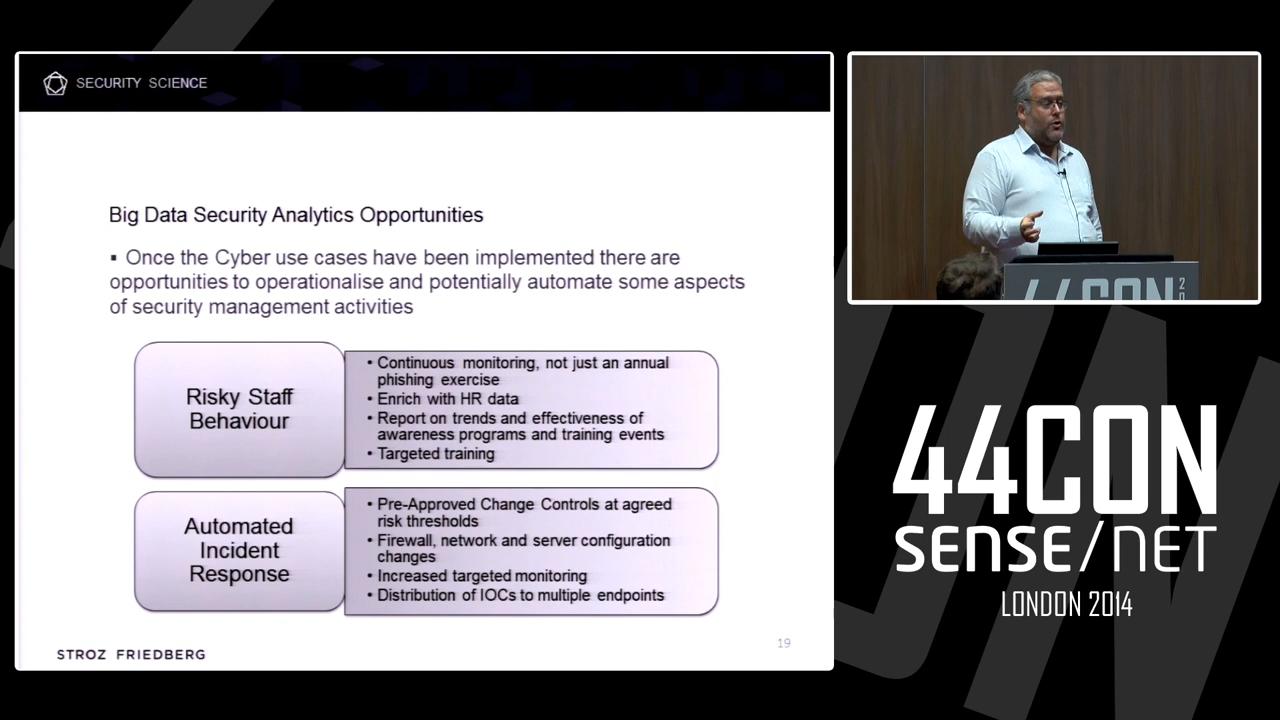 SECURITY SCIENCE
Big Data Security Analytics Opportunities
▪ Once the Cyber use cases have been implemented there are
opportunities to operationalise and potentially automate some aspects
of security management activities
Risky Staff
Behaviour
• Continuous monitoring, not just an annual
phishing exercise
• Enrich with HR data
• Report on trends and effectiveness of
awareness programs and training events
• Targeted training
Automated
Incident
Response
• Pre-Approved Change Controls at agreed
risk thresholds
• Firewall, network and server configuration
changes
• Increased targeted monitoring
• Distribution of IOCs to multiple endpoints
STROZ FRIEDBERG
19
44CON
2
0
44CON
SENSE/NET
LONDON 2014